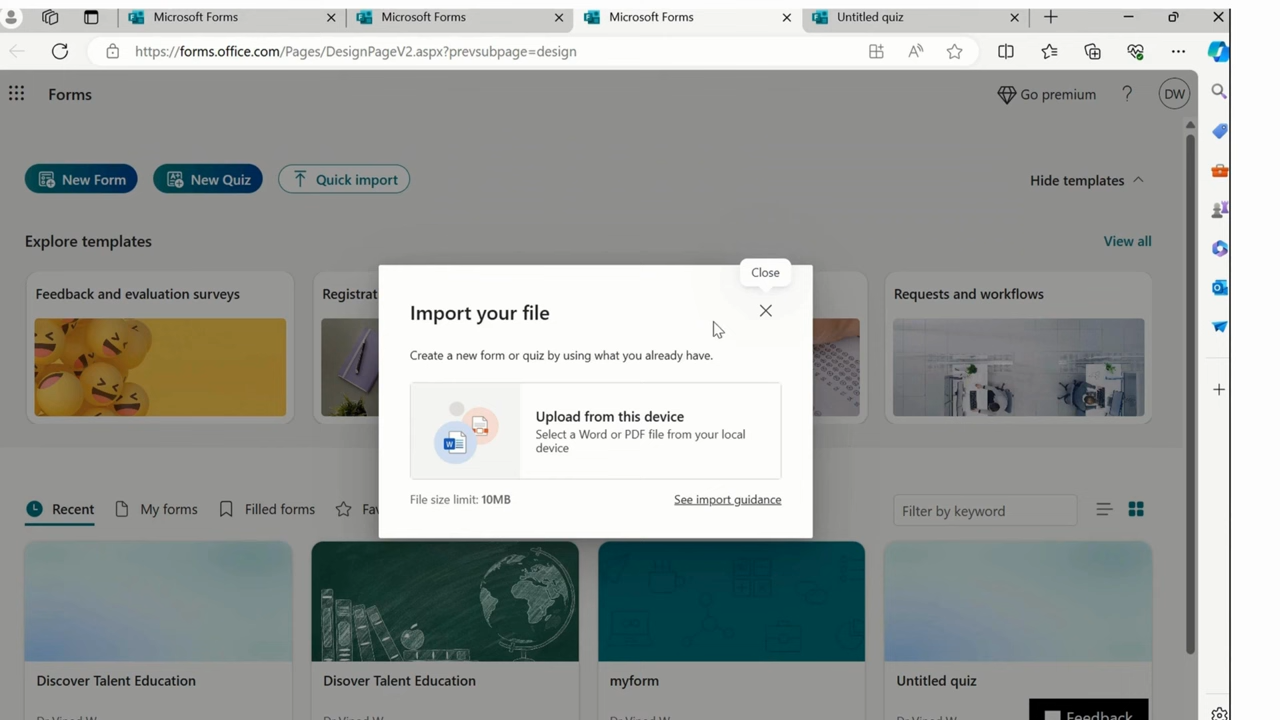 Microsoft Forms
Microsoft Forms
Microsoft Forms
Untitled quiz
https://forms.office.com/Pages/DesignPageV2.aspx?prevsubpage=design
Forms
Go premium
?
DW
New Form
New Quiz
Quick import
Hide templates
Explore templates
View all
Feedback and evaluation surveys
Registrat
Requests and workflows
Close
Import your file
Create a new form or quiz by using what you already have.
Upload from this device
Select a Word or PDF file from your local
device
File size limit: 10MB
See import guidance
Recent
My forms
Filled forms
Fav
Filter by keyword
Discover Talent Education
Disover Talent Education
myform
Untitled quiz
Feedback